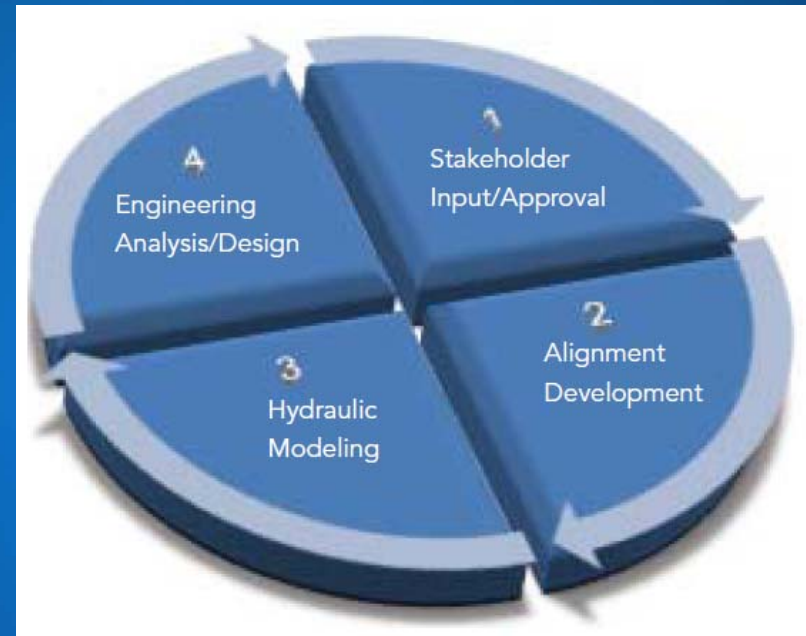 1
Stakeholder
Input/Approval
2
Alignment
Development
3
Hydraulic
Modeling
4
Engineering
Analysis/Design